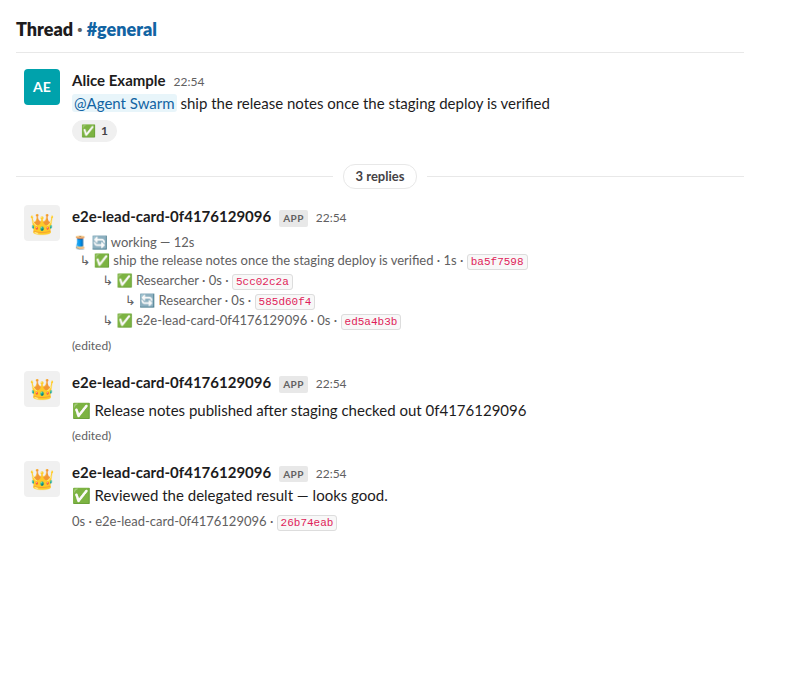 Thread • #general
AE
Alice Example 22:54
@Agent Swarm ship the release notes once the staging deploy is verified
✅ 1
3 replies
e2e-lead-card-0f4176129096 APP 22:54
🧵 🔄 working — 12s
↳ ✅ ship the release notes once the staging deploy is verified · 1s · ba5f7598
↳ ✅ Researcher · 0s · 5cc02c2a
↳ 🔄 Researcher · 0s · 585d60f4
↳ ✅ e2e-lead-card-0f4176129096 · 0s · ed5a4b3b
(edited)
e2e-lead-card-0f4176129096 APP 22:54
✅ Release notes published after staging checked out 0f4176129096
(edited)
e2e-lead-card-0f4176129096 APP 22:54
✅ Reviewed the delegated result — looks good.
0s · e2e-lead-card-0f4176129096 · 26b74eab